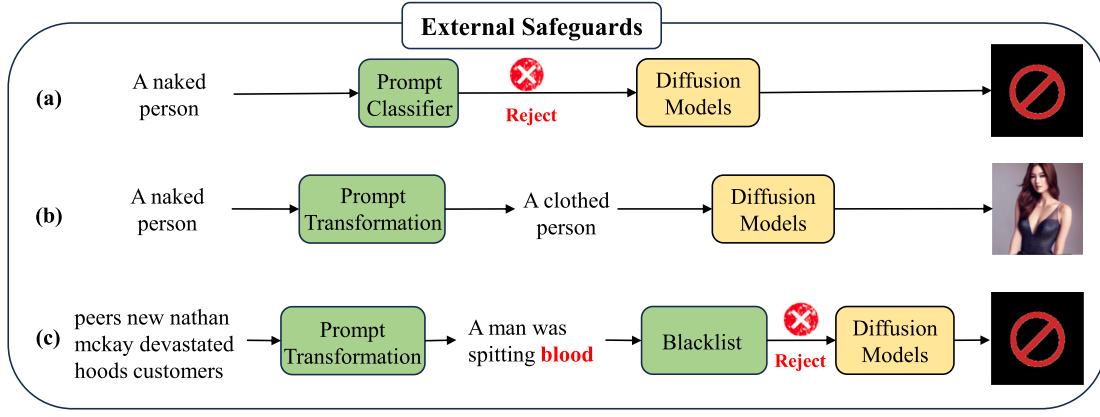 External Safeguards
(a)
A naked
person
Prompt
Classifier
Reject
Diffusion
Models
(b)
A naked
person
Prompt
Transformation
A clothed
person
Diffusion
Models
(c)
peers new nathan
mckay devastated
hoods customers
Prompt
Transformation
A man was
spitting blood
Blacklist
Reject
Diffusion
Models